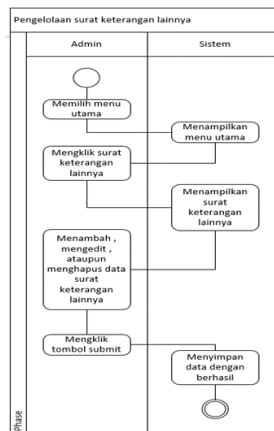 Pengelolaan surat keterangan lainnya
Admin
Sistem
Memilih menu
utama
Menampilkan
menu utama
Mengklik surat
keterangan
lainnya
Menampilkan
surat
keterangan
lainnya
Menambah ,
mengedit ,
ataupun
menghapus data
surat
keterangan
lainnya
Mengklik
tombol submit
Menyimpan
data dengan
berhasil
Phase